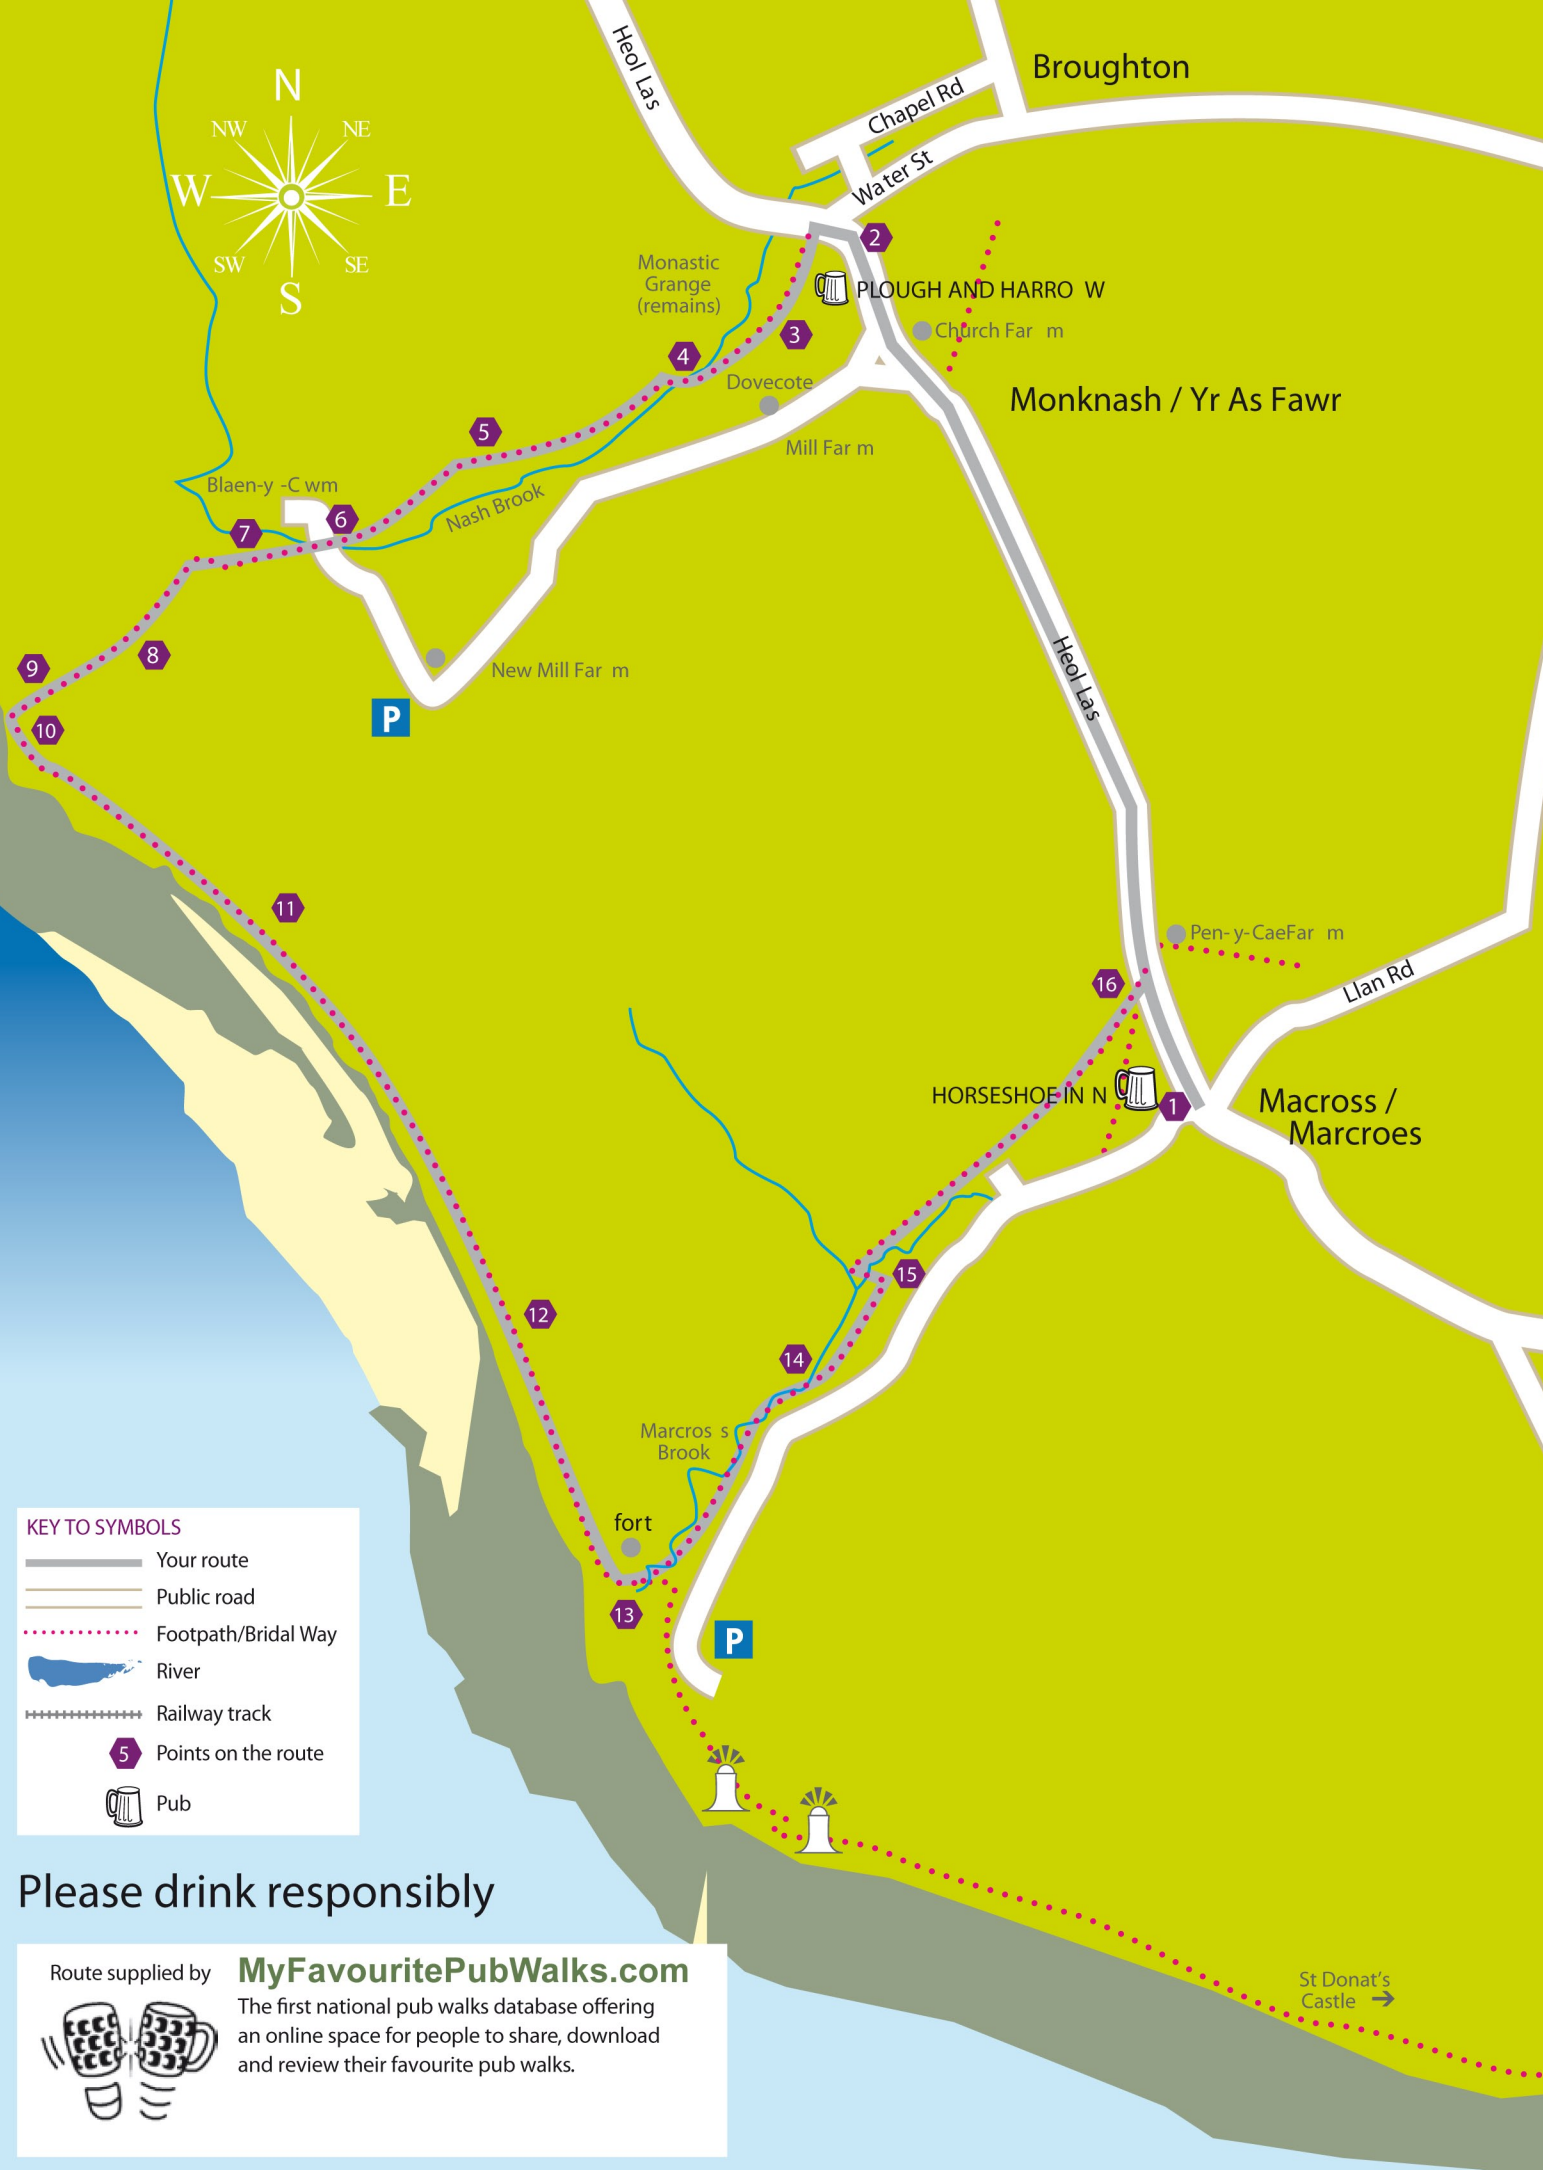 Heol Las
Broughton
Chapel Rd
Water St
N
NW
NE
W
E
SW
SE
S
2
Monastic
Grange
(remains)
PLOUGH AND HARRO W
3
Church Far m
4
Dovecote
Monknash / Yr As Fawr
5
Mill Far m
Blaen-y -C wm
Nash Brook
6
7
8
9
New Mill Far m
Heol Las
10
P
11
Pen- y-CaeFar m
16
Llan Rd
HORSESHOE IN N
1
Macross /
Marcroes
15
12
14
Marcros s
Brook
fort
13
P
KEY TO SYMBOLS
Your route
Public road
Footpath/Bridal Way
River
Railway track
5
Points on the route
Pub
Please drink responsibly
Route supplied by
MyFavouritePubWalks.com
The first national pub walks database offering
an online space for people to share, download
and review their favourite pub walks.
St Donat's
Castle →